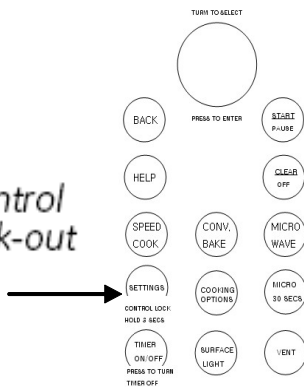 TURM TO SELECT
PRESS TO ENTER
BACK
START
PAUSE
HELP
CLEAR
OFF
ntrol
k-out
SPEED
COOK
CONV.
BAKE
MICRO
WAVE
SETTINGS
CONTROL LOCK
HOLD 3 SECS
COOKING
OPTIONS
MICRO
30 SECS
TIMER
ON/OFF
PRESS TO TURN
TIMER OFF
SURFACE
LIGHT
VENT